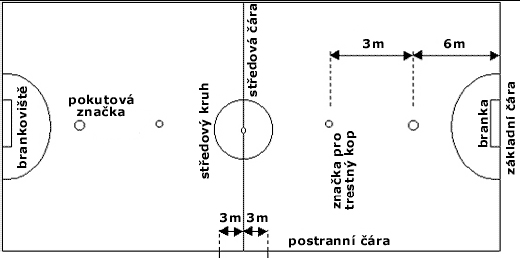 středová čára
3m
6m
pokutová
značka
brankoviště
středový kruh
značka pro
trestný kop
branka
základní čára
3m
3m
postranní čára